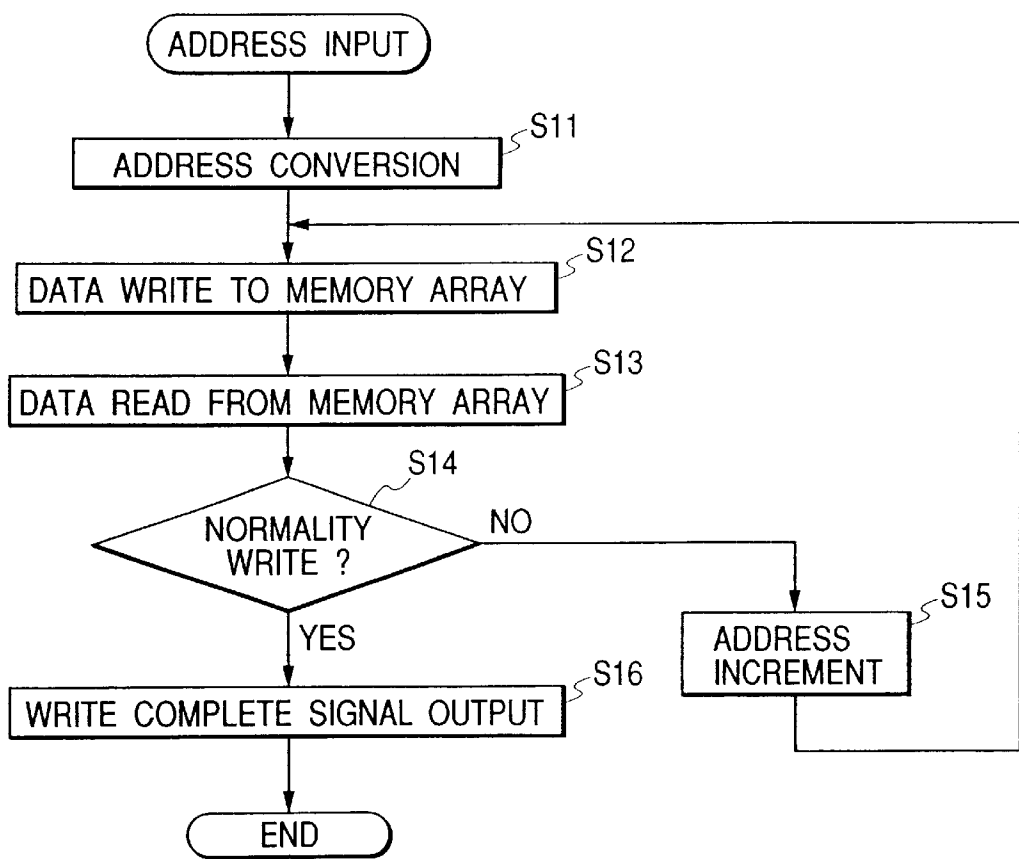 ADDRESS INPUT
S11
ADDRESS CONVERSION
S12
DATA WRITE TO MEMORY ARRAY
S13
DATA READ FROM MEMORY ARRAY
S14
NORMALITY
WRITE ?
NO
YES
S15
ADDRESS
INCREMENT
S16
WRITE COMPLETE SIGNAL OUTPUT
END